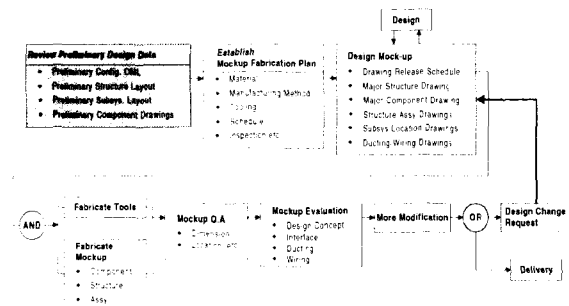 Design
Review Preliminary Design Data
• Preliminary Config. OML
• Preliminary Structure Layout
• Preliminary Subsys. Layout
• Preliminary Component Drawings
Establish
Mockup Fabrication Plan
• Material
• Manufacturing Method
• Tooling
• Schedule
• Inspection etc
Design Mock-up
• Drawing Release Schedule
• Major Structure Drawing
• Major Component Drawing
• Structure Assy Drawings
• Subsys Location Drawings
• Ducting Wiring Drawings
AND
Fabricate Tools
Fabricate
Mockup
• Component
• Structure
• Assy
Mockup Q.A
• Dimension
• Location, etc
Mockup Evaluation
• Design Concept
• Interface
• Ducting
• Wiring
More Modification
OR
Design Change
Request
Delivery